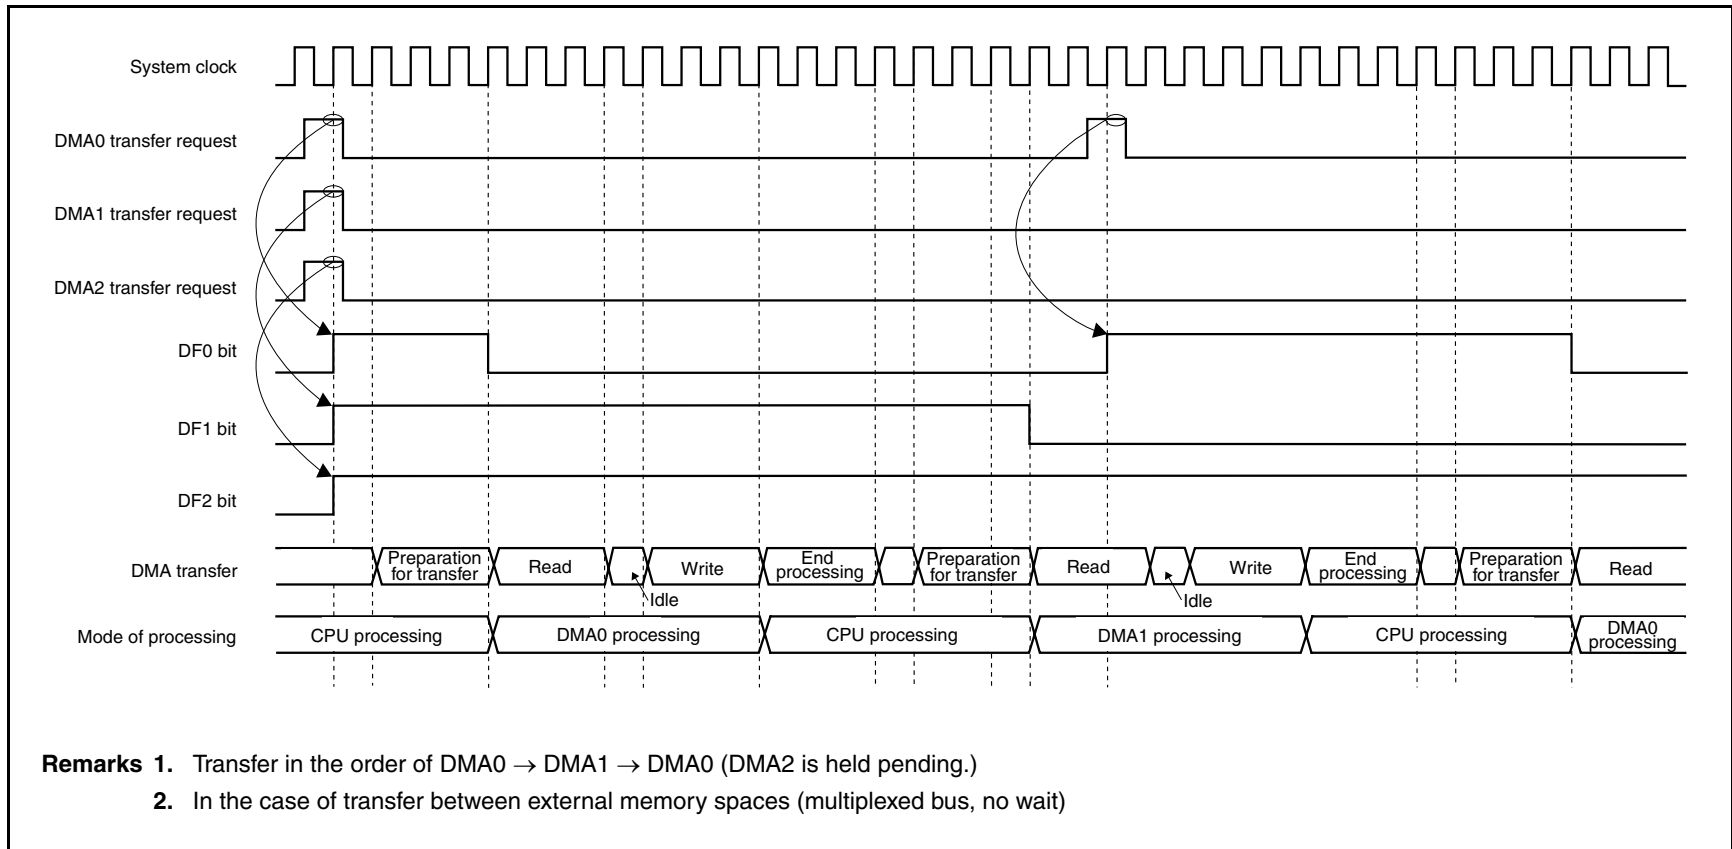 System clock
DMA0 transfer request
DMA1 transfer request
DMA2 transfer request
DF0 bit
DF1 bit
DF2 bit
DMA transfer
Preparation
for transfer
Read
Idle
Write
End
processing
Preparation
for transfer
Read
Idle
Write
End
processing
Preparation
for transfer
Read
Mode of processing
CPU processing
DMA0 processing
CPU processing
DMA1 processing
CPU processing
DMA0
processing
Remarks 1. Transfer in the order of DMA0 → DMA1 → DMA0 (DMA2 is held pending.)
2. In the case of transfer between external memory spaces (multiplexed bus, no wait)